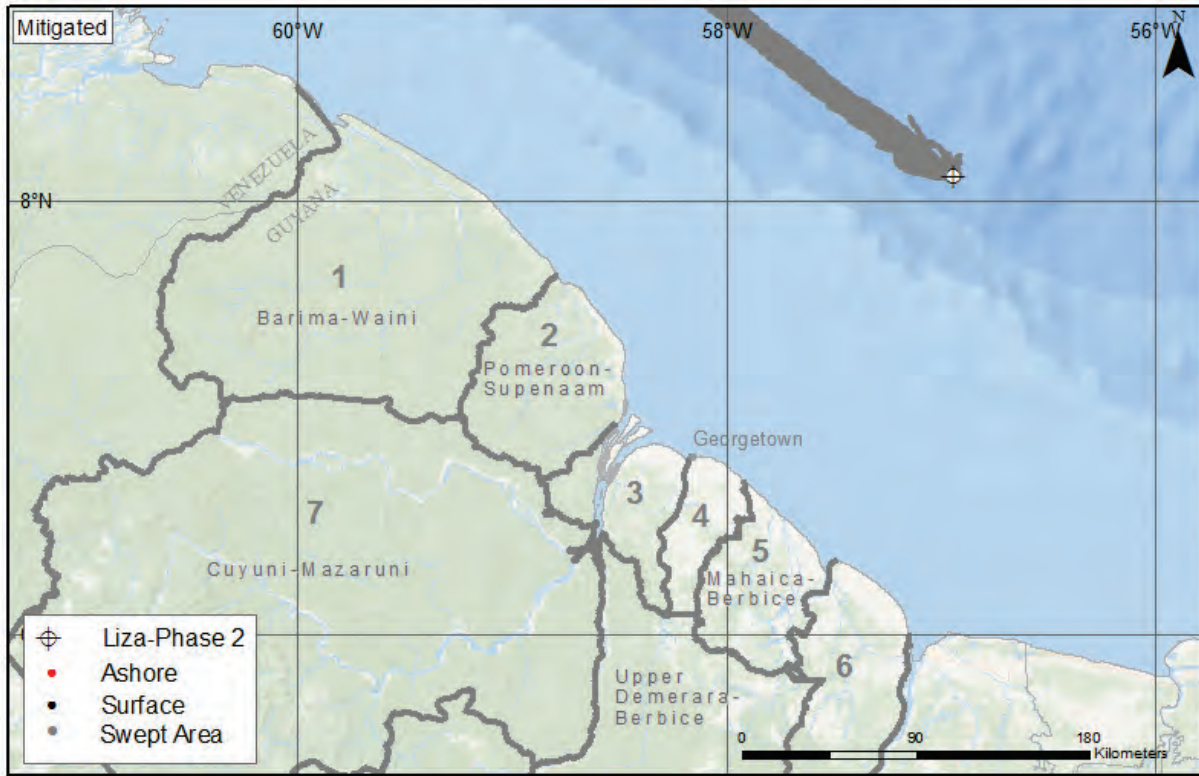 Mitigated
60°W
58°W
56°W
N
8°N
VENEZUELA
GUYANA
1
Barima-Waini
2
Pomeroon-
Supenaam
Georgetown
3
4
5
Mahaica-
Berbice
7
Cuyuni-Mazaruni
6
Upper
Demerara-
Berbice
Liza-Phase 2
Ashore
Surface
Swept Area
0
90
180
Kilometers